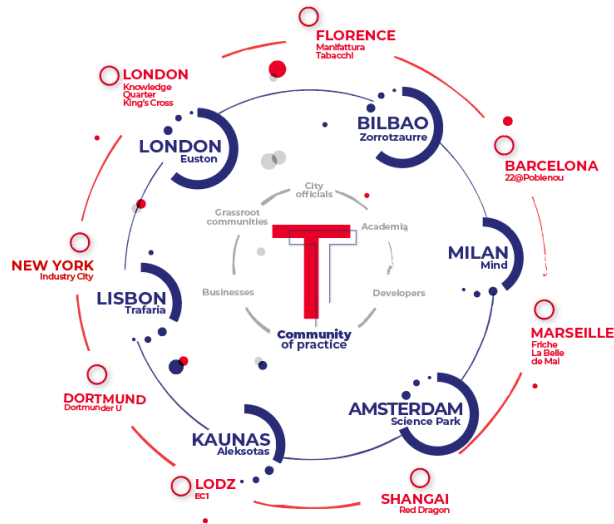 FLORENCE
Manifattura
Tabacchi
LONDON
Knowledge
Quarter
King's Cross
BILBAO
Zorrotzaurre
LONDON
Euston
BARCELONA
22@Poblenou
City
officials
Grassroot
communities
Academia
T
NEW YORK
Industry City
MILAN
Mind
LISBON
Trafaria
Businesses
Developers
Community
of practice
MARSEILLE
Friche
La Belle
de Mai
DORTMUND
Dortmunder U
AMSTERDAM
Science Park
KAUNAS
Aleksotas
LODZ
EC1
SHANGAI
Red Dragon